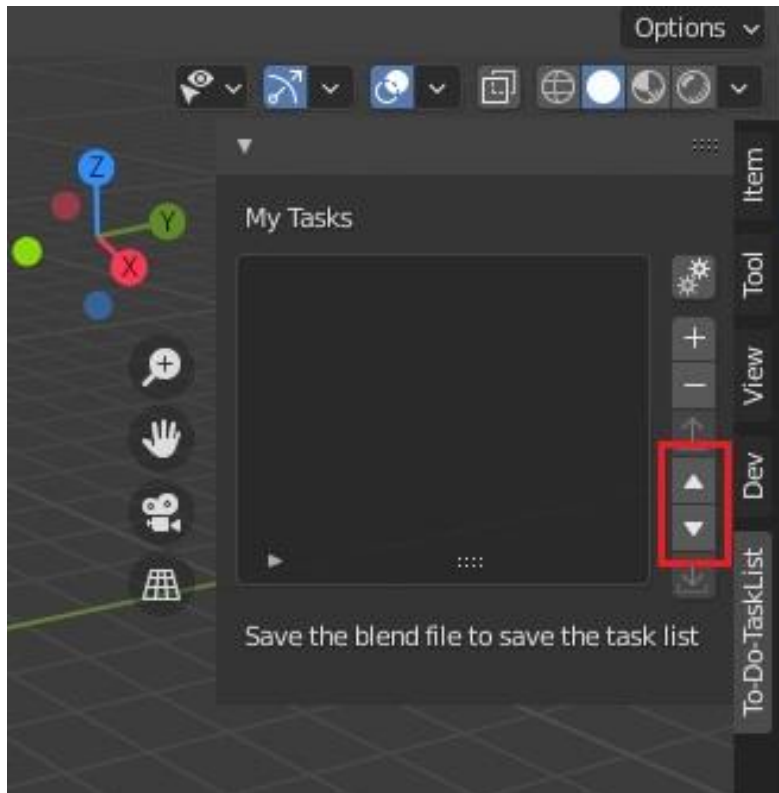 Options
Z
Y
X
My Tasks
Save the blend file to save the task list
Item
Tool
View
Dev
To-Do-TaskList